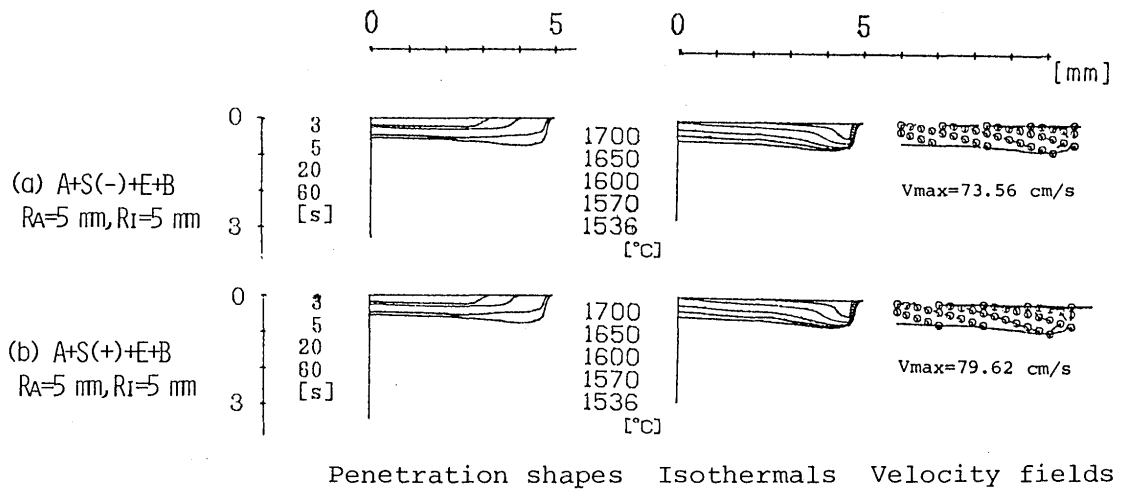 0 5 0 5
[mm]
0
3
5
20
60
[s]
3
(a) A+S(-)+E+B
RA=5 mm, RI=5 mm
1700
1650
1600
1570
1536
[°C]
Vmax=73.56 cm/s
0
3
5
20
60
[s]
3
(b) A+S(+)+E+B
RA=5 mm, RI=5 mm
1700
1650
1600
1570
1536
[°C]
Vmax=79.62 cm/s
Penetration shapes Isothermals Velocity fields